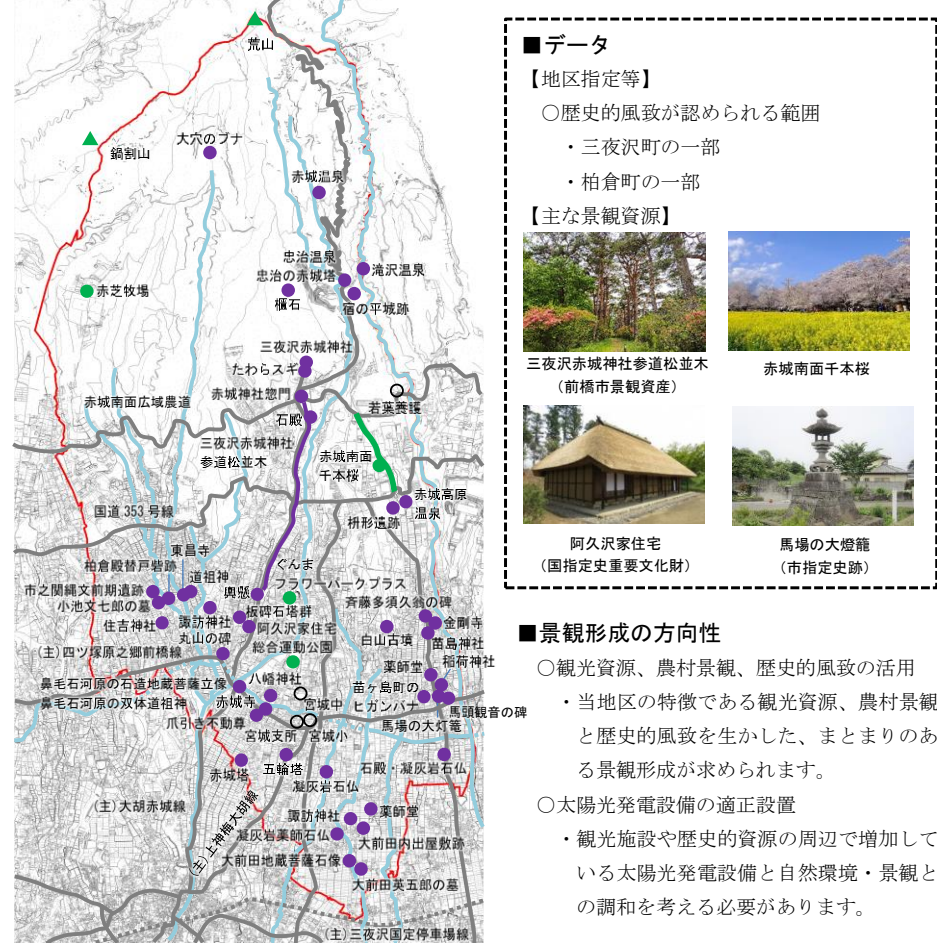 荒山
鍋割山
大穴のブナ
赤城温泉
忠治温泉
忠治の赤城塔
滝沢温泉
赤芝牧場
櫃石
宿の平城跡
三夜沢赤城神社
たわらスギ
赤城神社惣門
赤城南面広域農道
若葉養護
石殿
三夜沢赤城神社
参道松並木
赤城南面
千本桜
赤城高原
温泉
枡形遺跡
国道353号線
東昌寺
柏倉殿替戸砦跡
道祖神
市之関縄文前期遺跡
小池文七郎の墓
興懸
ぐんま
フラワーパークプラス
斉藤多須久翁の碑
住吉神社
諏訪神社
板碑石塔群
金剛寺
丸山の碑
阿久沢家住宅
白山古墳
苗島神社
(主)四ツ塚原之郷前橋線
総合運動公園
稲荷神社
薬師堂
鼻毛石河原の石造地蔵菩薩立像
八幡神社
苗ヶ島町の
ヒガンバナ
鼻毛石河原の双体道祖神
赤城寺
宮城中
馬頭観音の碑
爪引き不動尊
馬場の大灯篭
宮城支所
宮城小
赤城塔
五輪塔
石殿・凝灰岩石仏
凝灰岩石仏
(主)大胡赤城線
(主)上神梅大胡線
諏訪神社
薬師堂
凝灰岩薬師石仏
大前田内出屋敷跡
大前田地蔵菩薩石像
大前田英五郎の墓
(主)三夜沢国定停車場線
■データ
【地区指定等】
○歴史的風致が認められる範囲
・三夜沢町の一部
・柏倉町の一部
【主な景観資源】
三夜沢赤城神社参道松並木
（前橋市景観資産）
赤城南面千本桜
阿久沢家住宅
（国指定史重要文化財）
馬場の大燈籠
（市指定史跡）
■景観形成の方向性
○観光資源、農村景観、歴史的風致の活用
・当地区の特徴である観光資源、農村景観
と歴史的風致を生かした、まとまりのあ
る景観形成が求められます。
○太陽光発電設備の適正設置
・観光施設や歴史的資源の周辺で増加して
いる太陽光発電設備と自然環境・景観と
の調和を考える必要があります。